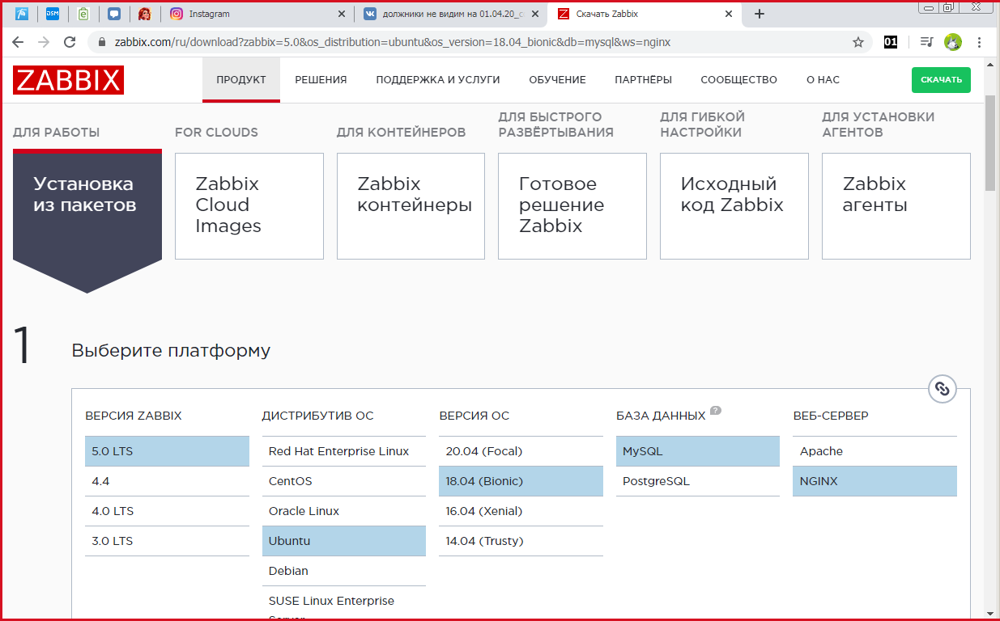 DSM
Instagram
должники не видим на 01.04.20_
Скачать Zabbix
zabbix.com/ru/download?zabbix=5.0&os_distribution=ubuntu&os_version=18.04_bionic&db=mysql&ws=nginx
01
ZABBIX
ПРОДУКТ
РЕШЕНИЯ
ПОДДЕРЖКА И УСЛУГИ
ОБУЧЕНИЕ
ПАРТНЁРЫ
СООБЩЕСТВО
О НАС
СКАЧАТЬ
ДЛЯ РАБОТЫ
FOR CLOUDS
ДЛЯ КОНТЕЙНЕРОВ
ДЛЯ БЫСТРОГО
РАЗВЁРТЫВАНИЯ
ДЛЯ ГИБКОЙ
НАСТРОЙКИ
ДЛЯ УСТАНОВКИ
АГЕНТОВ
Установка
из пакетов
Zabbix
Cloud
Images
Zabbix
контейнеры
Готовое
решение
Zabbix
Исходный
код Zabbix
Zabbix
агенты
1
Выберите платформу
ВЕРСИЯ ZABBIX
5.0 LTS
4.4
4.0 LTS
3.0 LTS
ДИСТРИБУТИВ ОС
Red Hat Enterprise Linux
CentOS
Oracle Linux
Ubuntu
Debian
SUSE Linux Enterprise
Server
ВЕРСИЯ ОС
20.04 (Focal)
18.04 (Bionic)
16.04 (Xenial)
14.04 (Trusty)
БАЗА ДАННЫХ ?
MySQL
PostgreSQL
ВЕБ-СЕРВЕР
Apache
NGINX